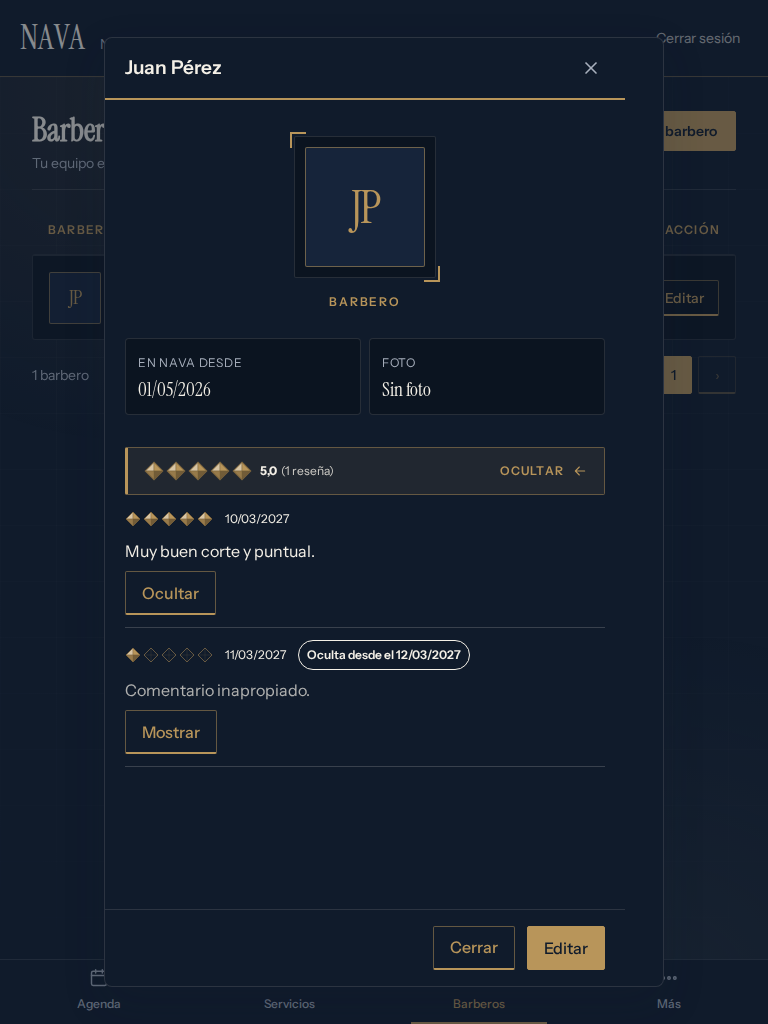 NAVA
Cerrar sesión
Juan Pérez
Barber
barbero
Tu equipo e
JP
BARBERO
BARBER
ACCIÓN
JP
Editar
EN NAVA DESDE
01/05/2026
FOTO
Sin foto
1 barbero
1
5,0 (1 reseña)
OCULTAR ←
10/03/2027
Muy buen corte y puntual.
Ocultar
11/03/2027
Oculta desde el 12/03/2027
Comentario inapropiado.
Mostrar
Cerrar
Editar
Agenda
Servicios
Barberos
Más